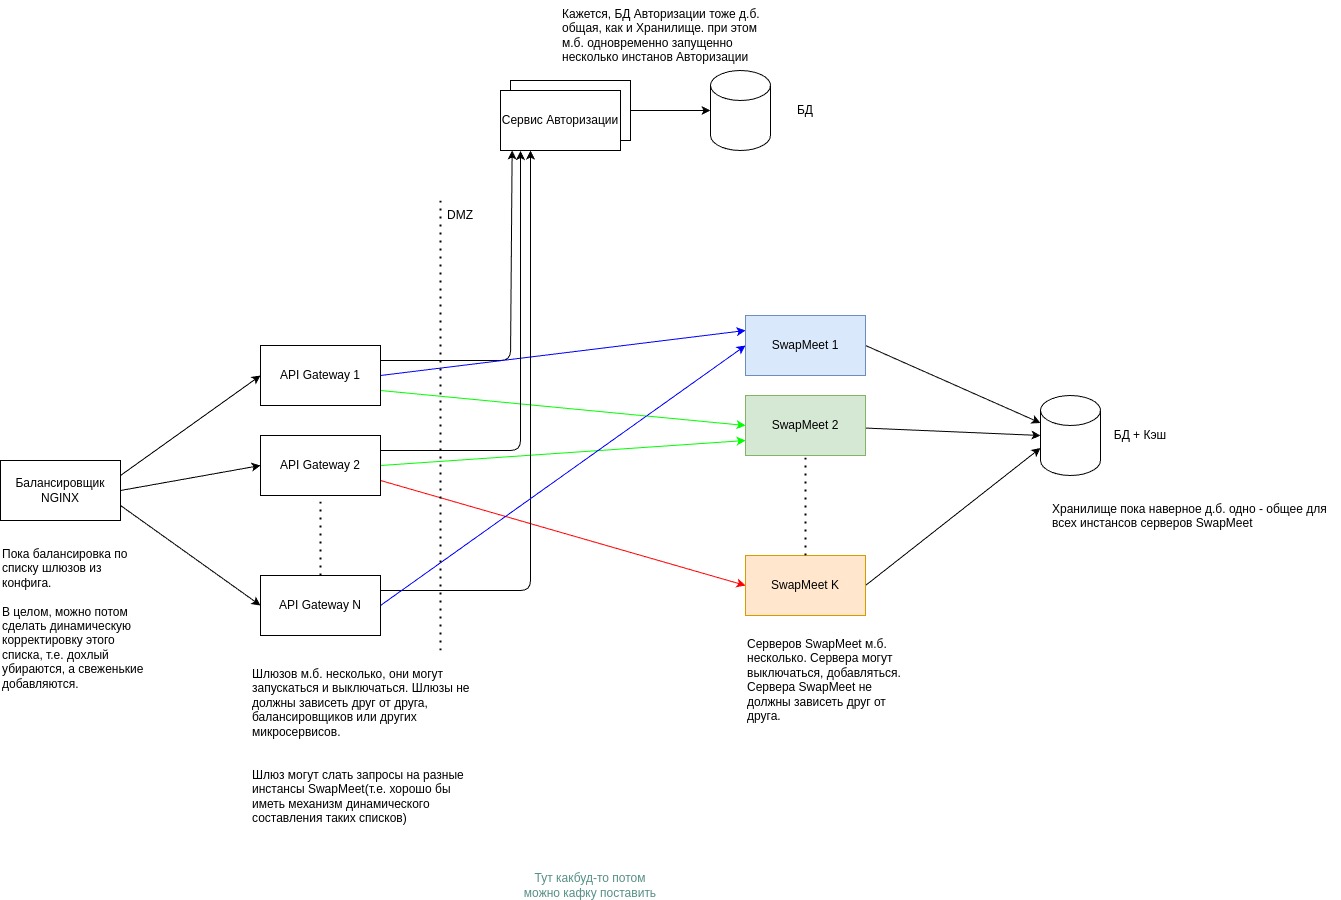 Кажется, БД Авторизации тоже д.б.
общая, как и Хранилище. при этом
м.б. одновременно запущенно
несколько инстанов Авторизации
Сервис Авторизации
БД
DMZ
SwapMeet 1
API Gateway 1
SwapMeet 2
БД + Кэш
API Gateway 2
Балансировщик
NGINX
Хранилище пока наверное д.б. одно - общее для
всех инстансов серверов SwapMeet
Пока балансировка по
списку шлюзов из
конфига.
В целом, можно потом
сделать динамическую
корректировку этого
списка, т.е. дохлый
убираются, а свеженькие
добавляются.
API Gateway N
SwapMeet K
Серверов SwapMeet м.б.
несколько. Сервера могут
выключаться, добавляться.
Сервера SwapMeet не
должны зависеть друг от
друга.
Шлюзов м.б. несколько, они могут
запускаться и выключаться. Шлюзы не
должны зависеть друг от друга,
балансировщиков или других
микросервисов.
Шлюз могут слать запросы на разные
инстансы SwapMeet(т.е. хорошо бы
иметь механизм динамического
составления таких списков)
Тут какбуд-то потом
можно кафку поставить